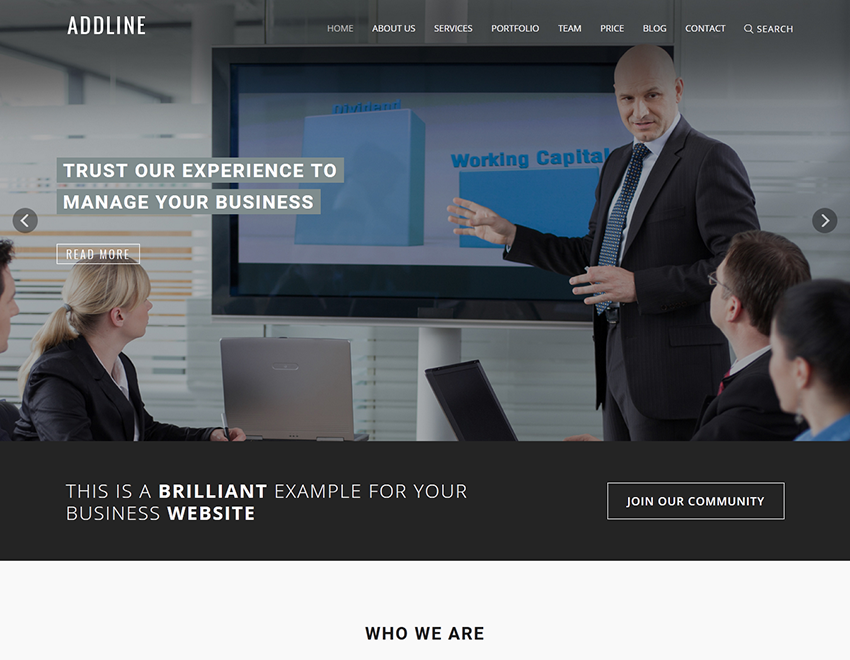 ADDLINE
HOME ABOUT US SERVICES PORTFOLIO TEAM PRICE BLOG CONTACT SEARCH
Dividend
Working Capital
TRUST OUR EXPERIENCE TO
MANAGE YOUR BUSINESS
READ MORE
THIS IS A BRILLIANT EXAMPLE FOR YOUR
BUSINESS WEBSITE
JOIN OUR COMMUNITY
WHO WE ARE